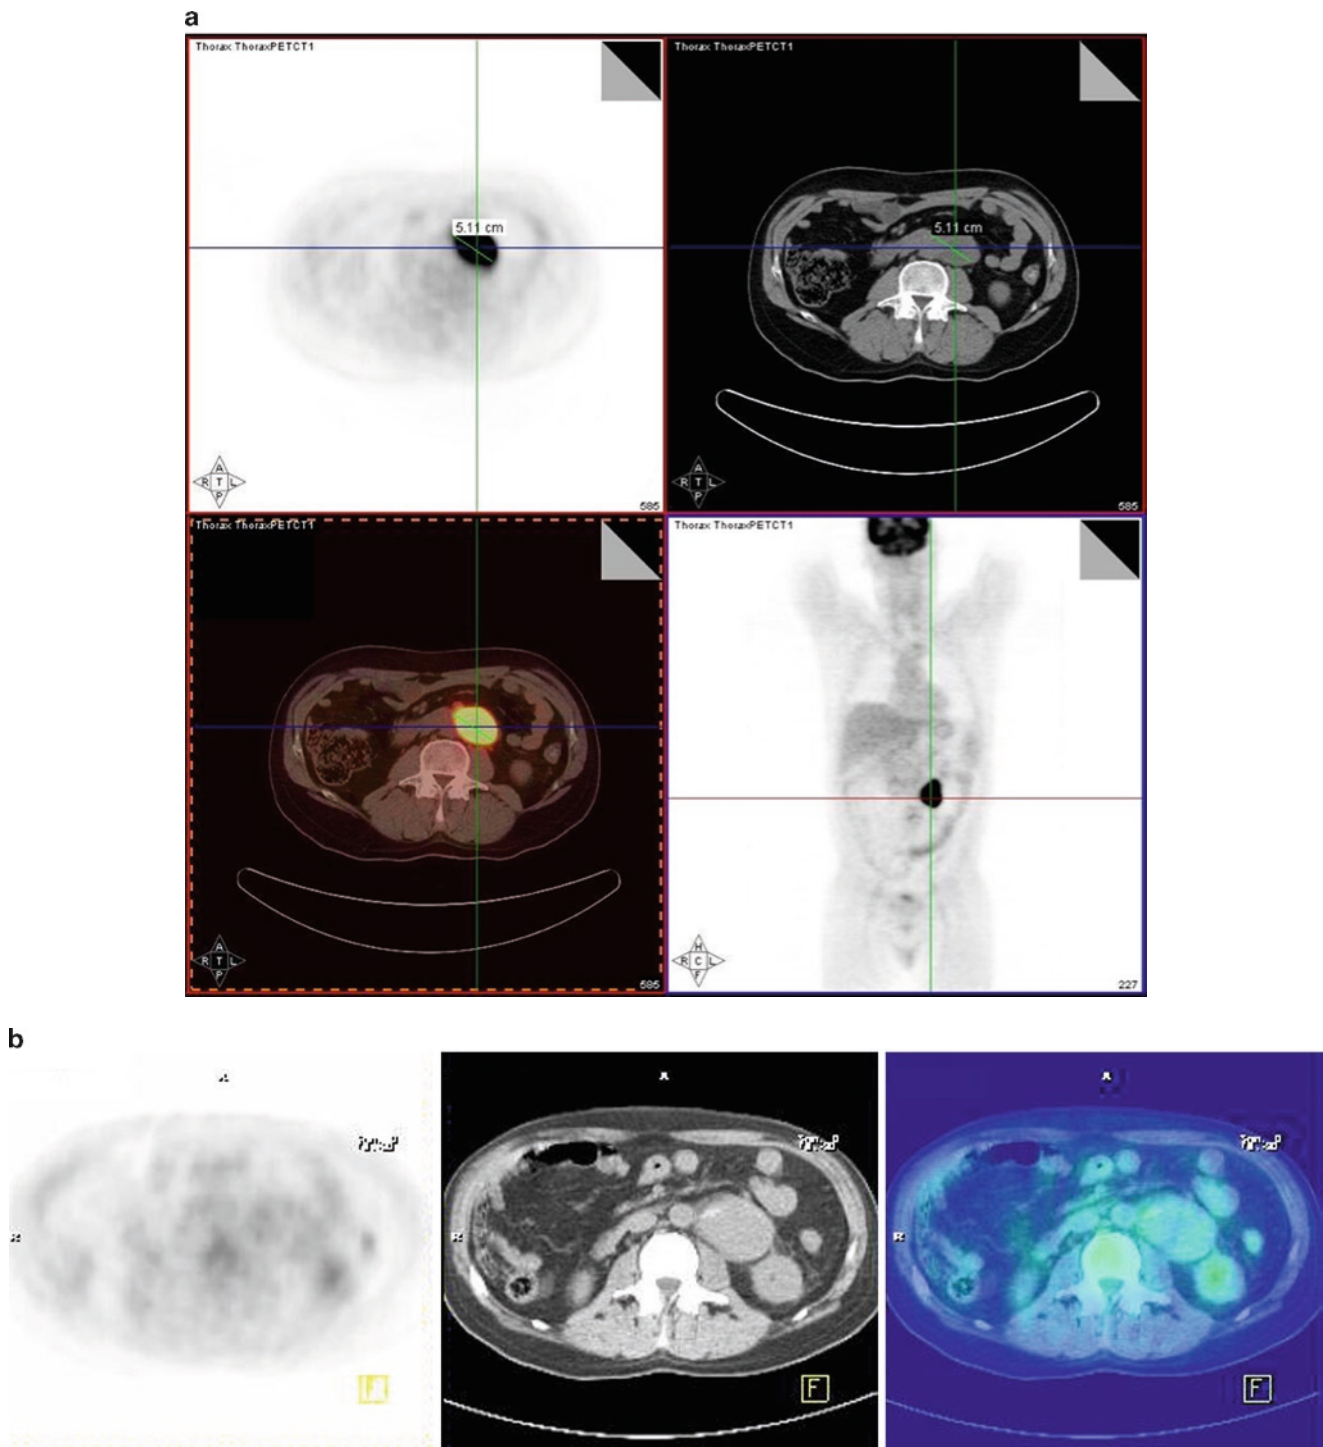 a
Thorax ThoraxPETCT1
Thorax ThoraxPETCT1
5.11 cm
5.11 cm
A
R T L
P
585
A
R T L
P
585
Thorax ThoraxPETCT1
Thorax ThoraxPETCT1
A
R T L
P
585
H
R C L
F
227
b
A
A
A
R
R
R
F
F
F